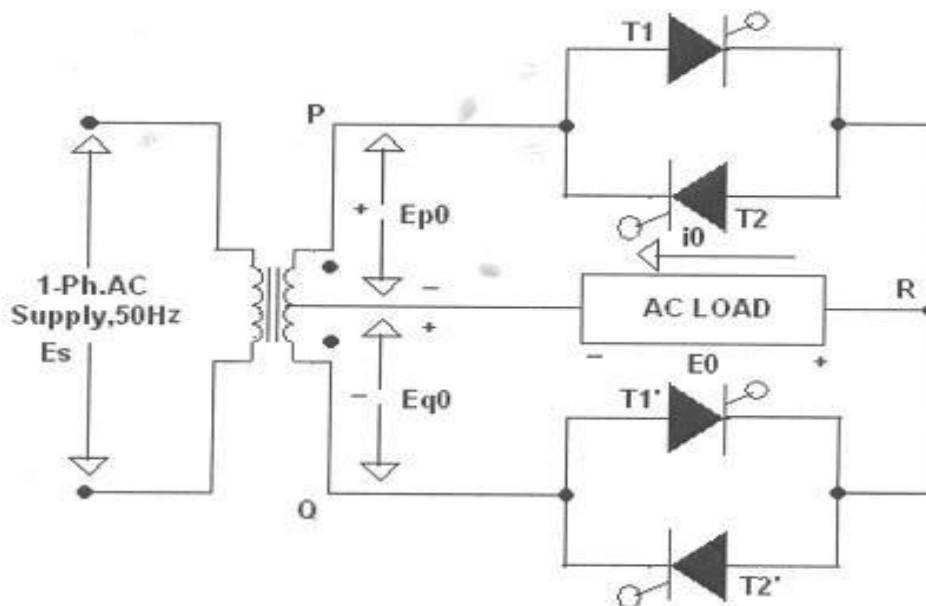 T1
P
Ep0
+
−
T2
i0
1-Ph.AC
Supply,50Hz
Es
AC LOAD
R
−
E0
+
+
−
Eq0
T1'
Q
T2'